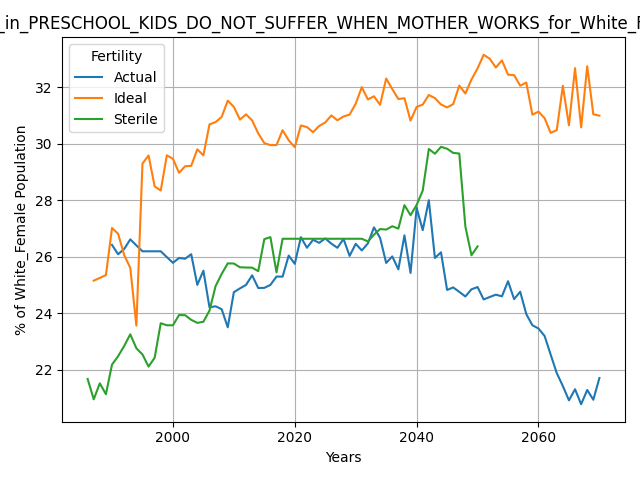 _in_PRESCHOOL_KIDS_DO_NOT_SUFFER_WHEN_MOTHER_WORKS_for_White_F
Fertility
Actual
Ideal
Sterile
32
30
28
26
24
22
% of White_Female Population
2000
2020
2040
2060
Years